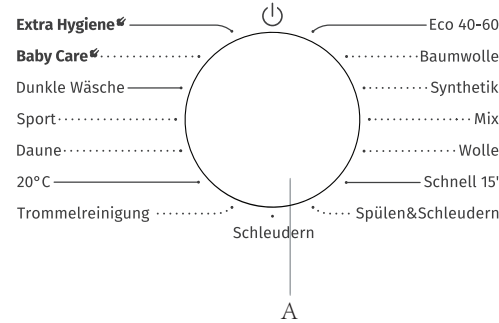 Extra Hygiene
Baby Care
Dunkle Wäsche
Sport
Daune
20°C
Trommelreinigung
Schleudern
Eco 40-60
Baumwolle
Synthetik
Mix
Wolle
Schnell 15'
Spülen&Schleudern
A